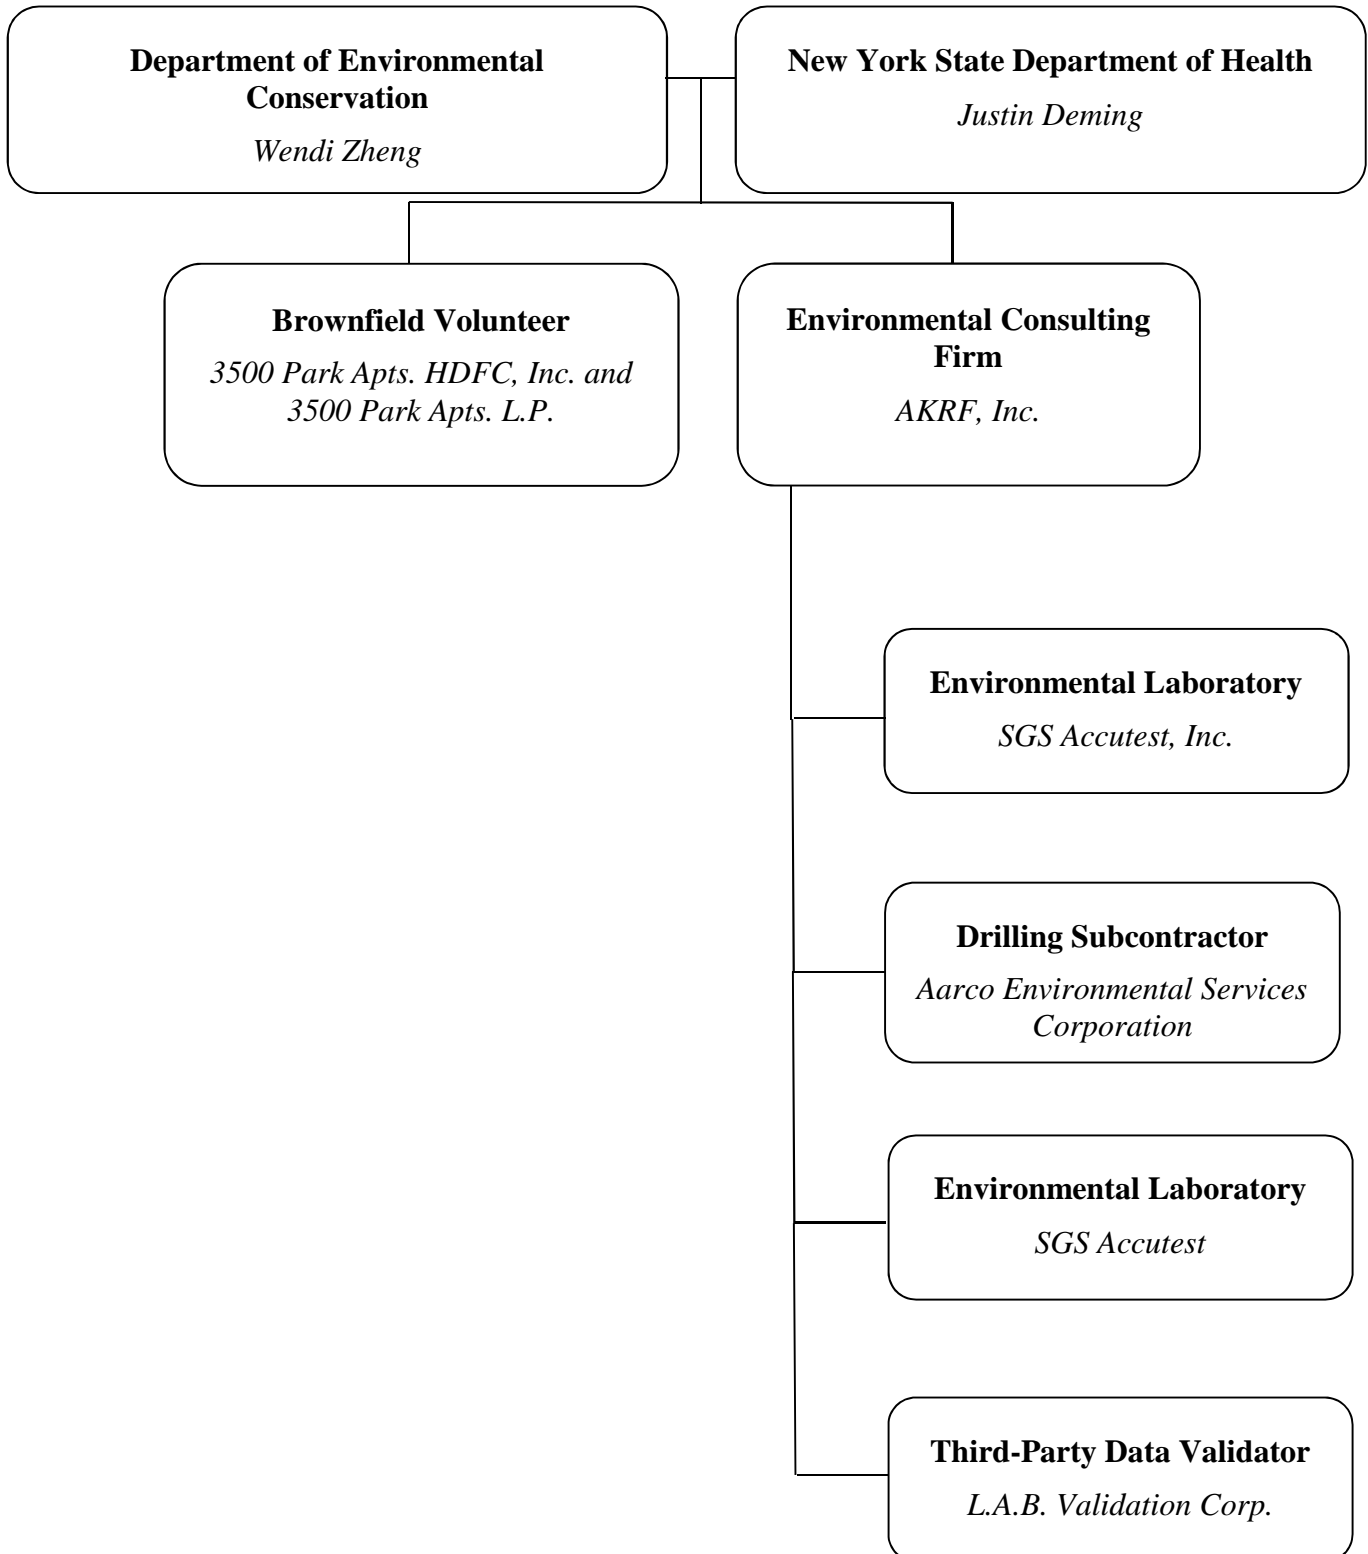 Department of Environmental
Conservation
Wendi Zheng
New York State Department of Health
Justin Deming
Brownfield Volunteer
3500 Park Apts. HDFC, Inc. and
3500 Park Apts. L.P.
Environmental Consulting
Firm
AKRF, Inc.
Environmental Laboratory
SGS Accutest, Inc.
Drilling Subcontractor
Aarco Environmental Services
Corporation
Environmental Laboratory
SGS Accutest
Third-Party Data Validator
L.A.B. Validation Corp.